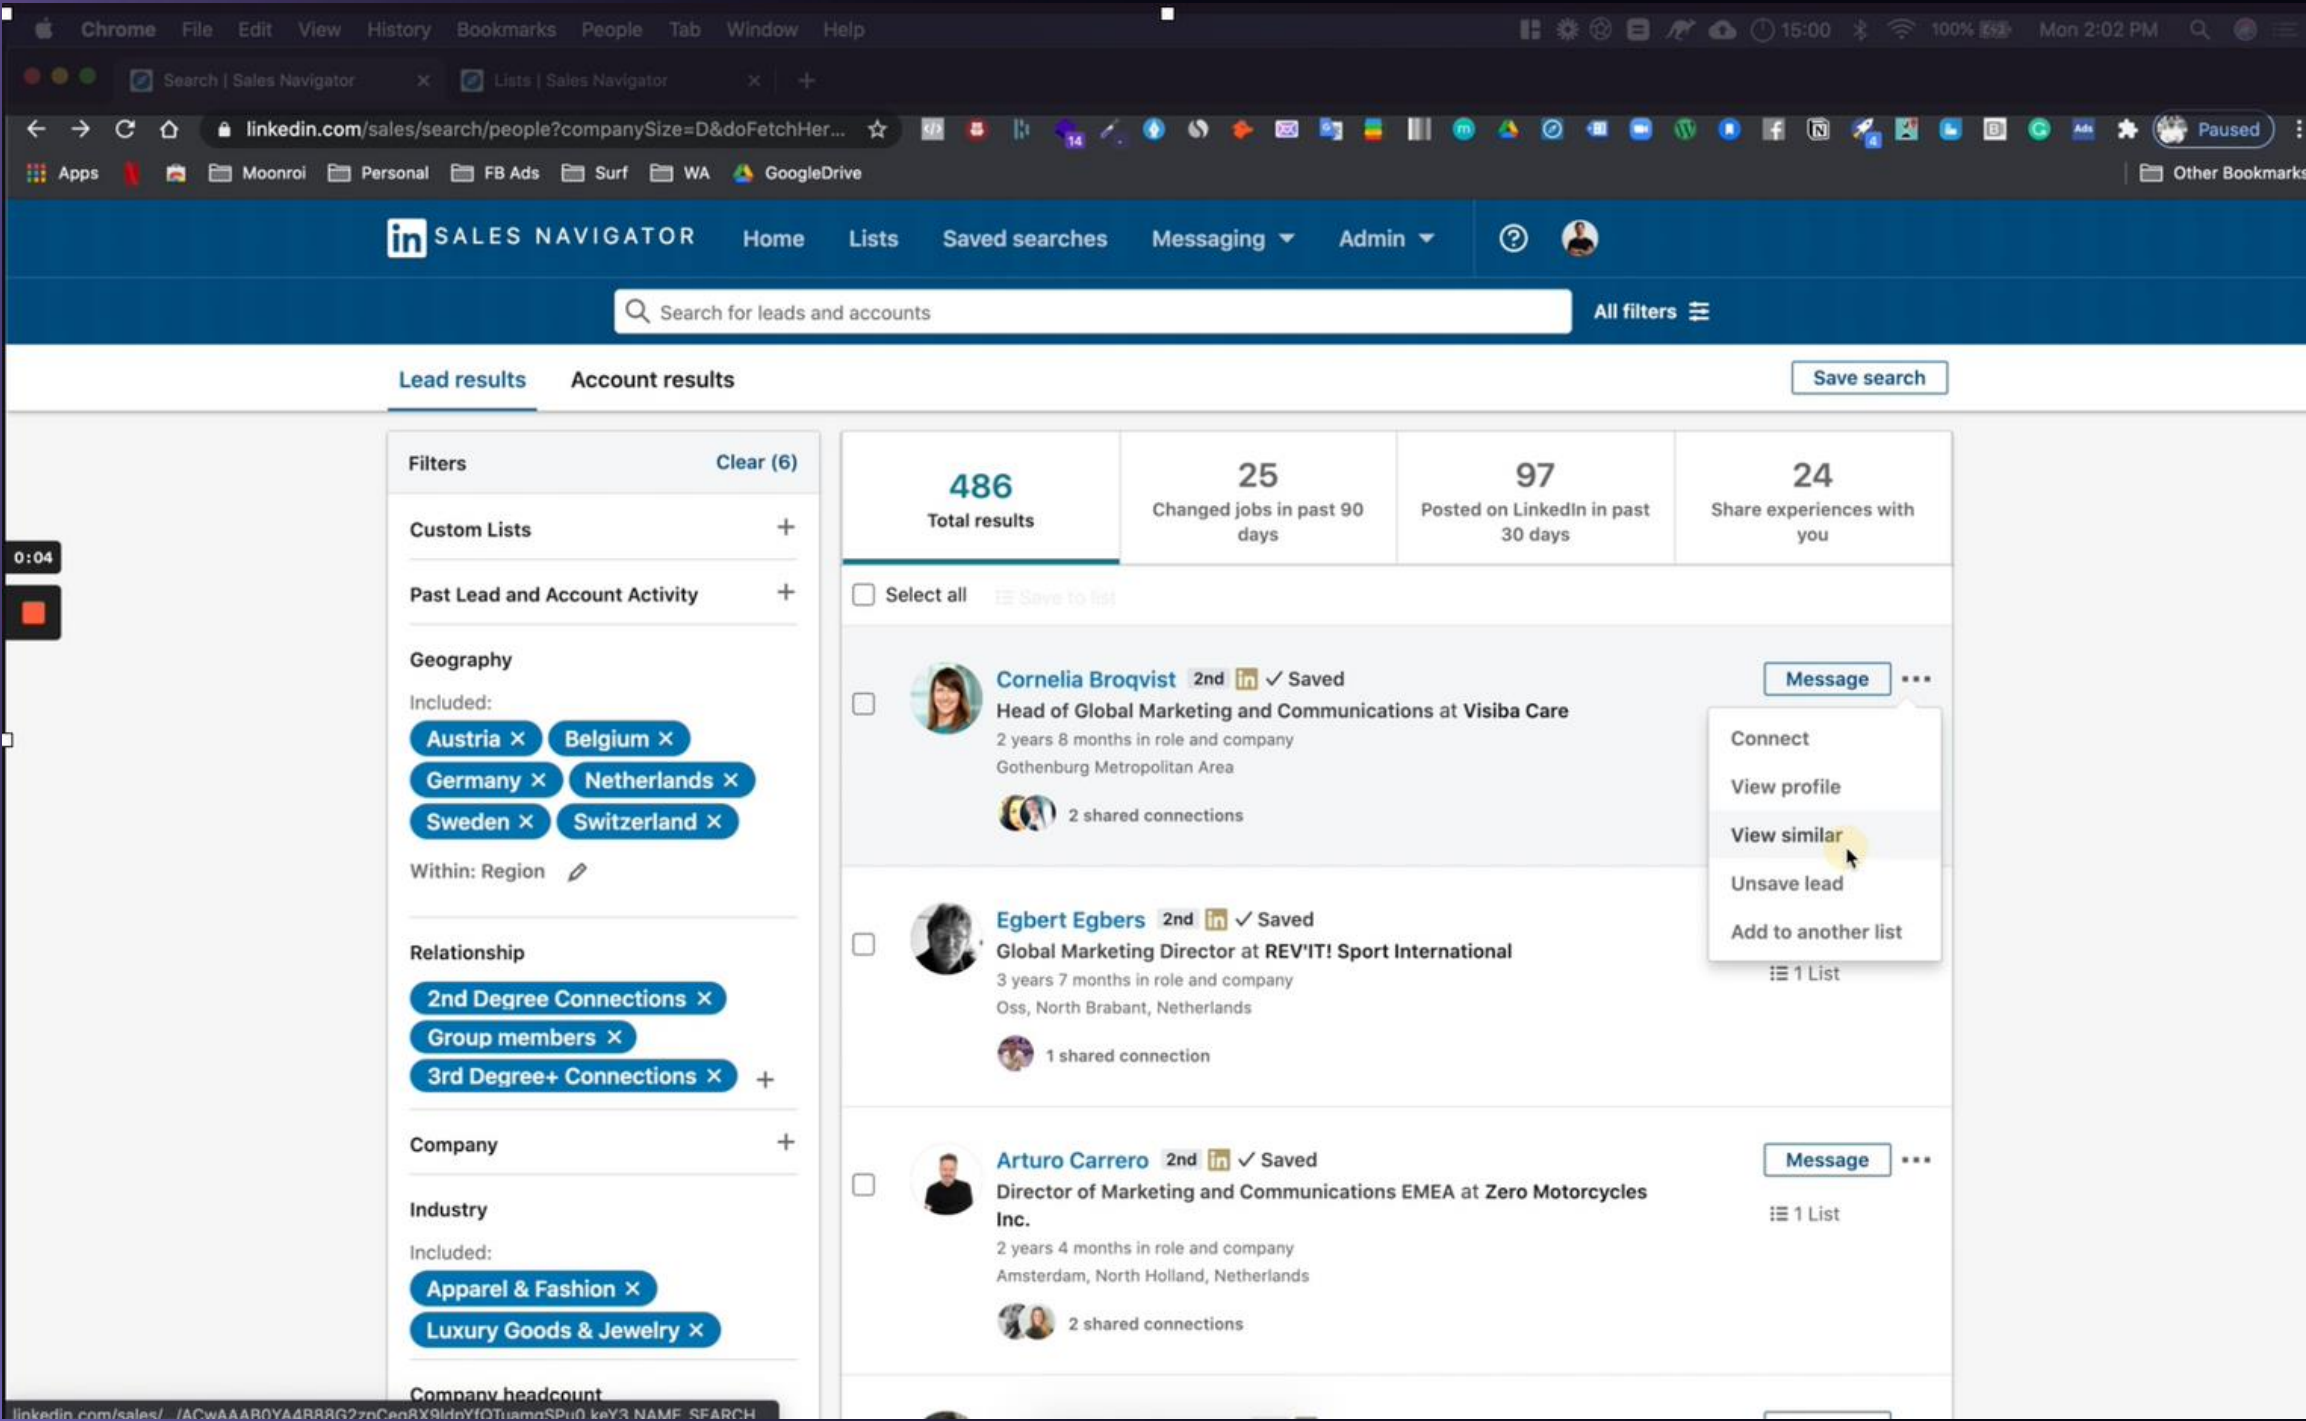 Chrome File Edit View History Bookmarks People Tab Window Help 15:00 100% Mon 2:02 PM
Search | Sales Navigator Lists | Sales Navigator
linkedin.com/sales/search/people?companySize=D&doFetchHer... 14 4 Ads Paused
Apps Moonroi Personal FB Ads Surf WA GoogleDrive Other Bookmarks
in SALES NAVIGATOR Home Lists Saved searches Messaging Admin
Search for leads and accounts All filters
Lead results Account results Save search
Filters Clear (6)
Custom Lists
Past Lead and Account Activity
Geography
Included:
Austria × Belgium ×
Germany × Netherlands ×
Sweden × Switzerland ×
Within: Region
Relationship
2nd Degree Connections ×
Group members ×
3rd Degree+ Connections × +
Company +
Industry
Included:
Apparel & Fashion ×
Luxury Goods & Jewelry ×
Company headcount
0:04
486
Total results
25
Changed jobs in past 90
days
97
Posted on LinkedIn in past
30 days
24
Share experiences with
you
Select all Save to list
Cornelia Broqvist 2nd in ✓ Saved
Head of Global Marketing and Communications at Visiba Care
2 years 8 months in role and company
Gothenburg Metropolitan Area
2 shared connections
Message ...
Connect
View profile
View similar
Unsave lead
Add to another list
Egbert Egbers 2nd in ✓ Saved
Global Marketing Director at REV'IT! Sport International
3 years 7 months in role and company
Oss, North Brabant, Netherlands
1 shared connection
1 List
Arturo Carrero 2nd in ✓ Saved
Director of Marketing and Communications EMEA at Zero Motorcycles
Inc.
2 years 4 months in role and company
Amsterdam, North Holland, Netherlands
2 shared connections
Message ...
1 List